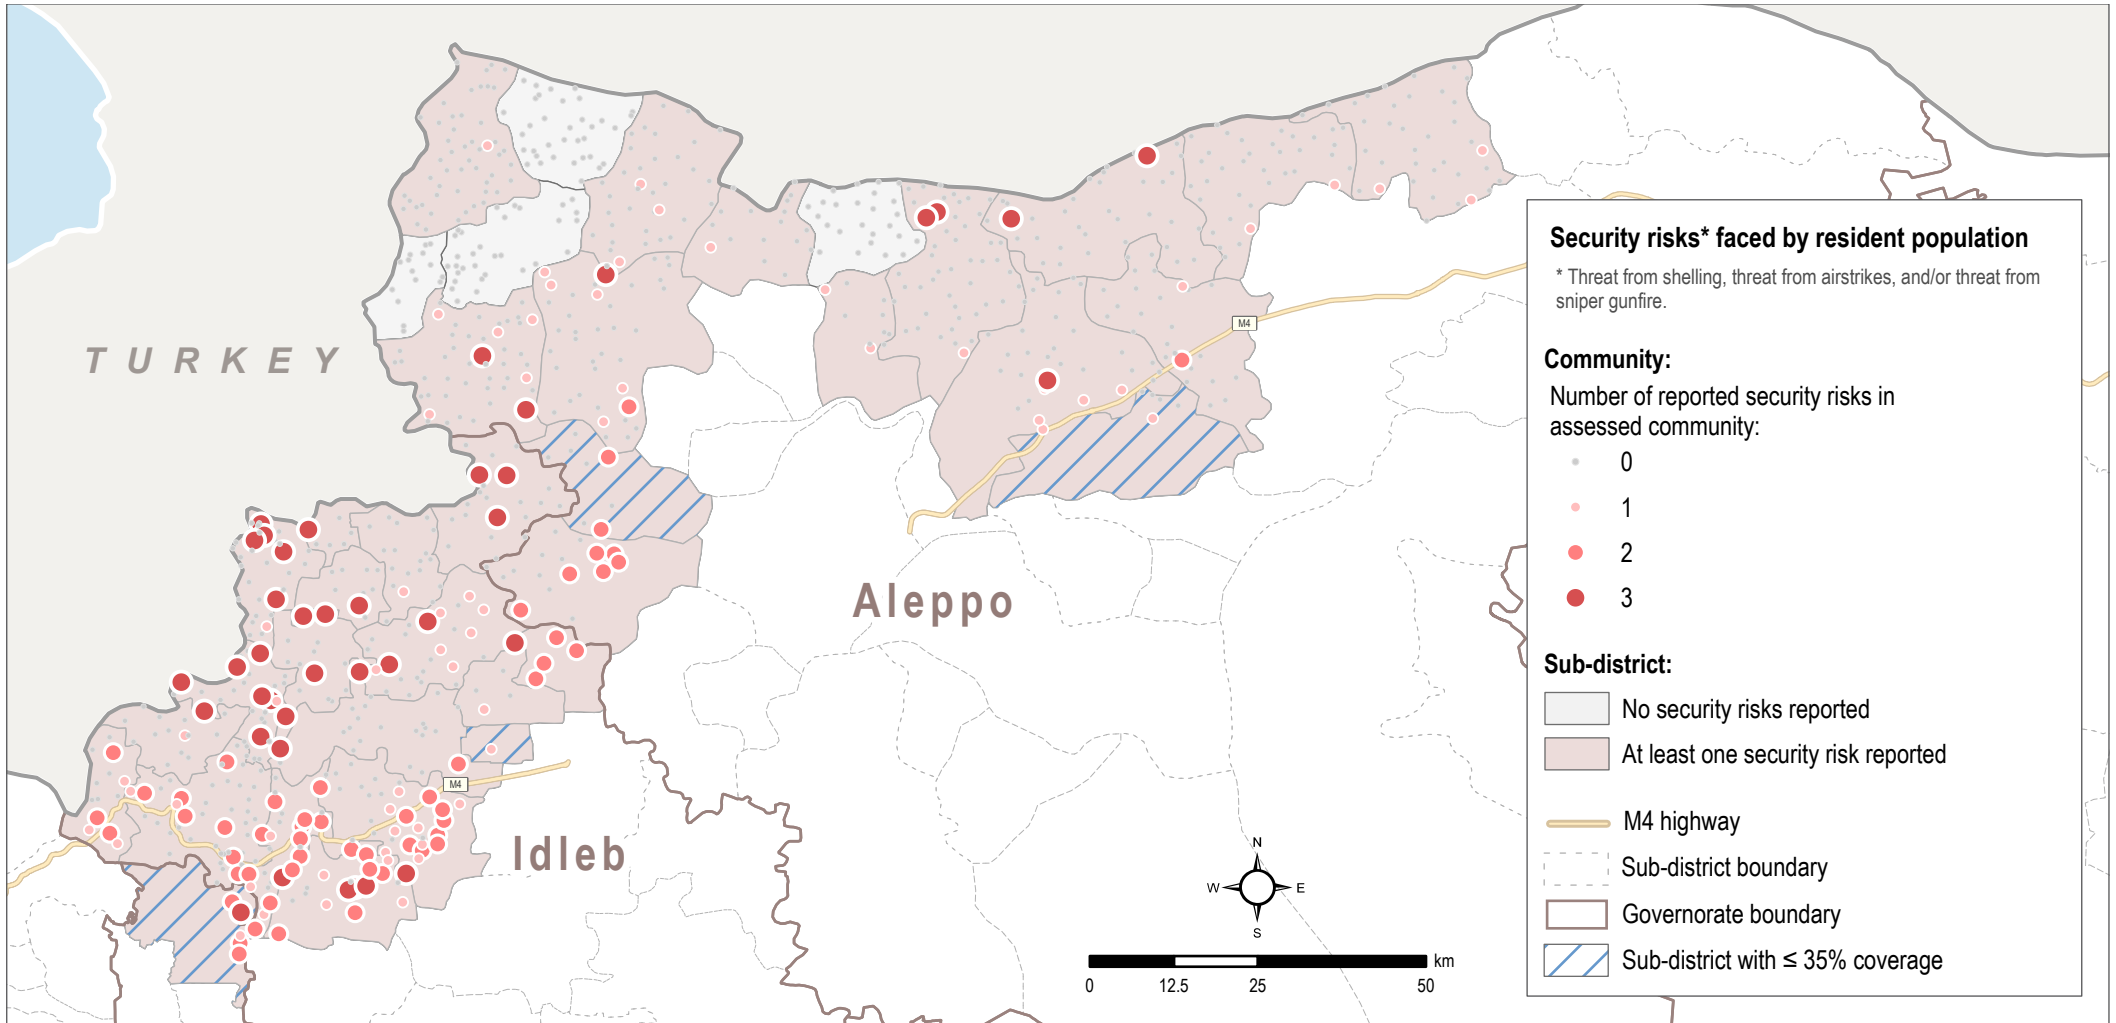 Security risks* faced by resident population
* Threat from shelling, threat from airstrikes, and/or threat from
sniper gunfire.
Community:
Number of reported security risks in
assessed community:
0
1
2
3
Sub-district:
No security risks reported
At least one security risk reported
M4 highway
Sub-district boundary
Governorate boundary
Sub-district with ≤ 35% coverage
TURKEY
M4
Aleppo
M4
Idleb
N
W E
S
km
0 12.5 25 50